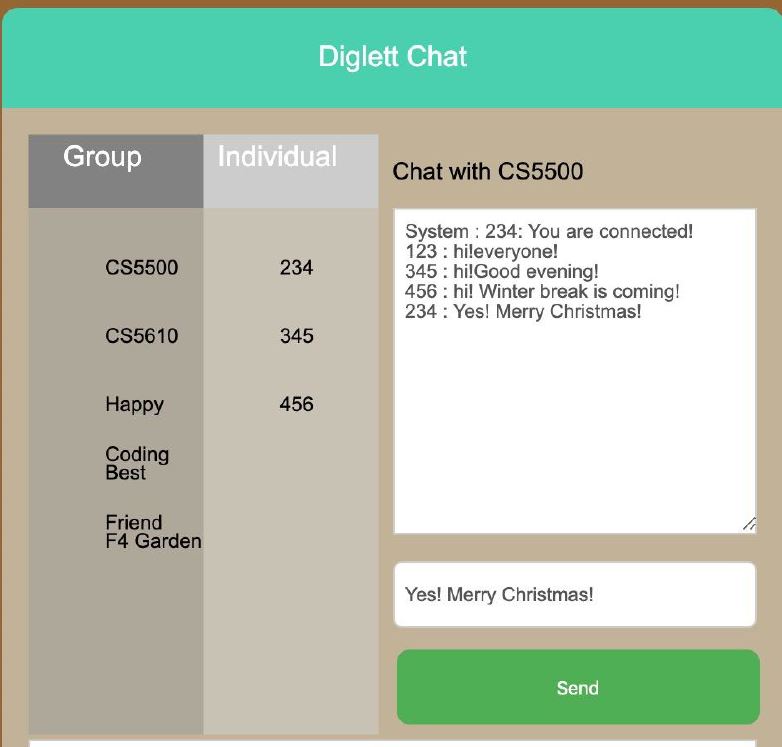 Diglett Chat
Group
Individual
CS5500
CS5610
Happy
Coding
Best
Friend
F4 Garden
234
345
456
Chat with CS5500
System : 234: You are connected!
123 : hi!everyone!
345 : hi!Good evening!
456 : hi! Winter break is coming!
234 : Yes! Merry Christmas!
Yes! Merry Christmas!
Send